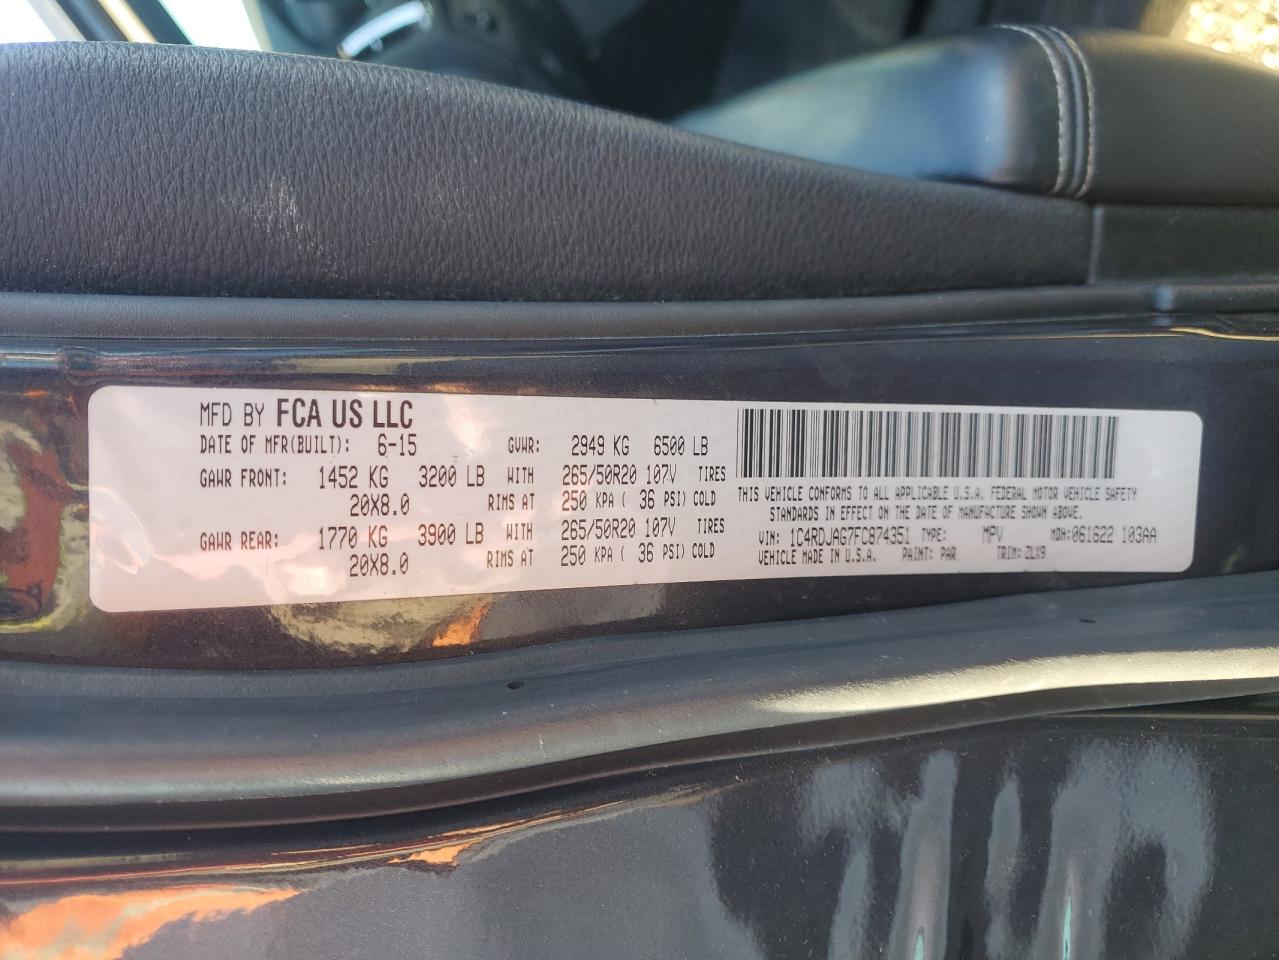 MFD BY FCA US LLC
DATE OF MFR(BUILT): 6-15 GVWR: 2949 KG 6500 LB
GAWR FRONT: 1452 KG 3200 LB WITH 265/50R20 107V TIRES
20X8.0 RIMS AT 250 KPA ( 36 PSI) COLD
GAWR REAR: 1770 KG 3900 LB WITH 265/50R20 107V TIRES
20X8.0 RIMS AT 250 KPA ( 36 PSI) COLD
THIS VEHICLE CONFORMS TO ALL APPLICABLE U.S.A. FEDERAL MOTOR VEHICLE SAFETY
STANDARDS IN EFFECT ON THE DATE OF MANUFACTURE SHOWN ABOVE.
VIN: 1C4RDJAG7FC874351 TYPE: MPV MDH:061622 103AA
VEHICLE MADE IN U.S.A. PAINT: PAR TRIM: ZLX9